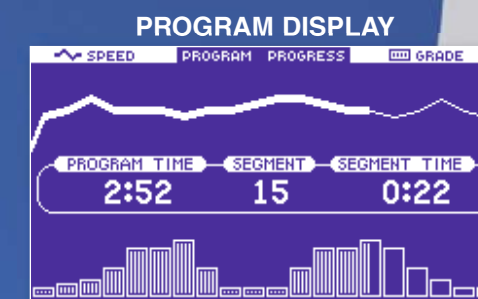 PROGRAM DISPLAY
SPEED PROGRAM PROGRESS GRADE
PROGRAM TIME SEGMENT SEGMENT TIME
2:52 15 0:22